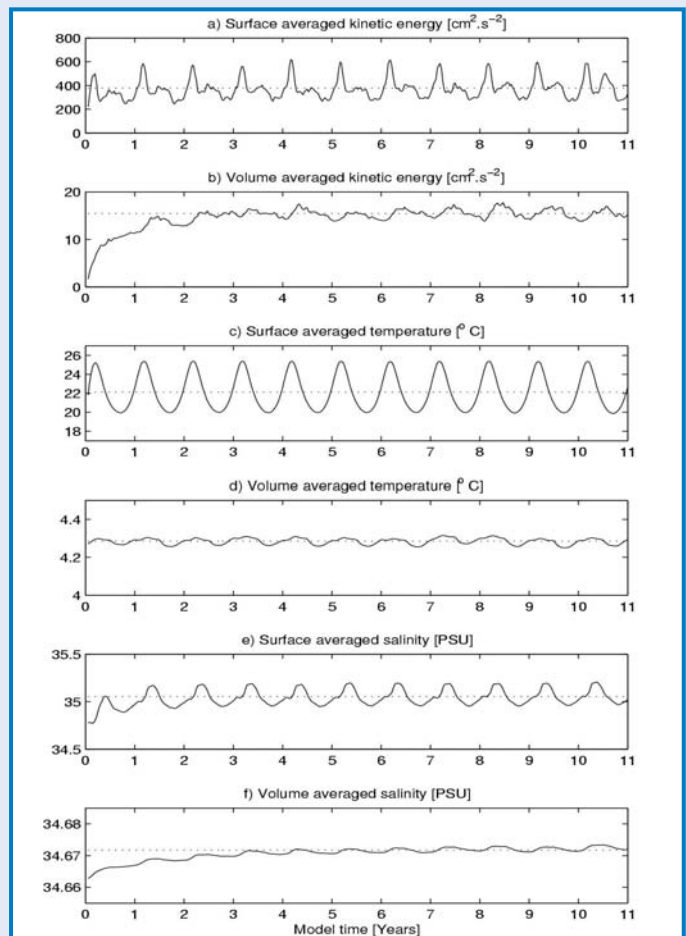 a) Surface averaged kinetic energy [cm².s⁻²]
800
600
400
200
0
0 1 2 3 4 5 6 7 8 9 10 11
b) Volume averaged kinetic energy [cm².s⁻²]
20
10
0
0 1 2 3 4 5 6 7 8 9 10 11
c) Surface averaged temperature [° C]
26
24
22
20
18
0 1 2 3 4 5 6 7 8 9 10 11
d) Volume averaged temperature [° C]
4.4
4.2
4
0 1 2 3 4 5 6 7 8 9 10 11
e) Surface averaged salinity [PSU]
35.5
35
34.5
0 1 2 3 4 5 6 7 8 9 10 11
f) Volume averaged salinity [PSU]
34.68
34.67
34.66
0 1 2 3 4 5 6 7 8 9 10 11
Model time [Years]